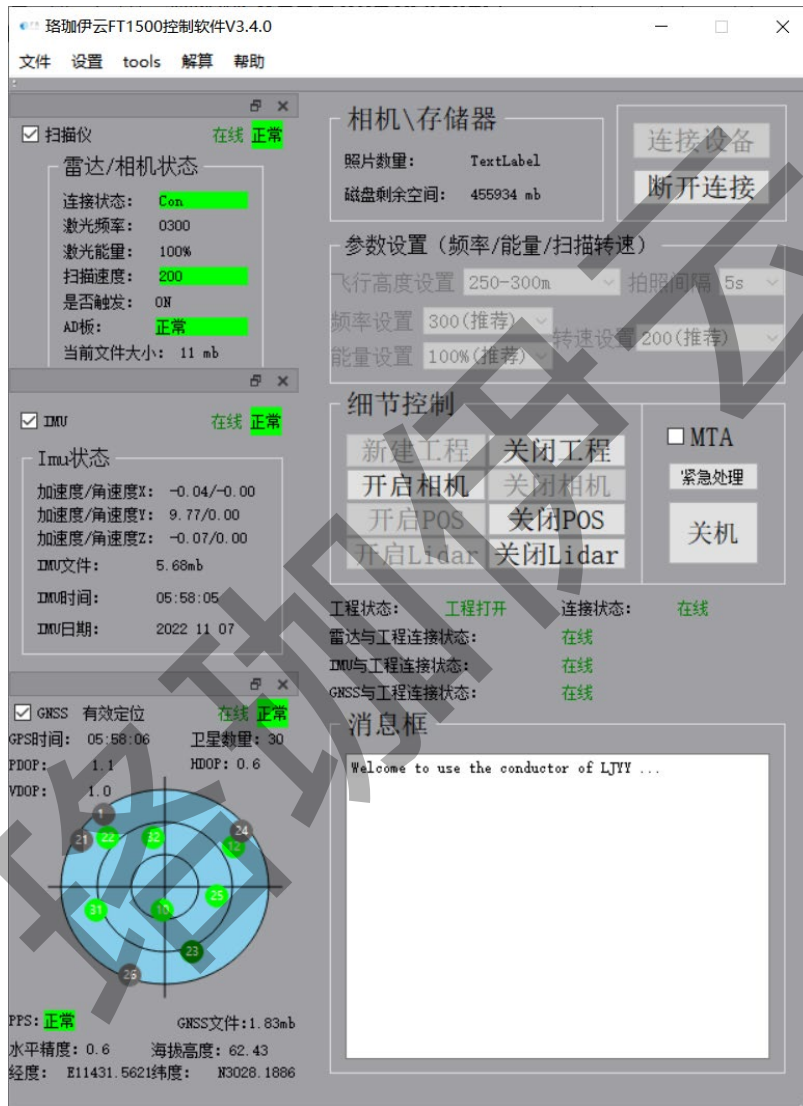 珞珈伊云FT1500控制软件V3.4.0
文件 设置 tools 解算 帮助
扫描仪 在线 正常
雷达/相机状态
连接状态: Con
激光频率: 0300
激光能量: 100%
扫描速度: 200
是否触发: ON
AD板: 正常
当前文件大小: 11 mb
IMU 在线 正常
Imu状态
加速度/角速度X: -0.04/-0.00
加速度/角速度Y: 9.77/0.00
加速度/角速度Z: -0.07/0.00
IMU文件: 5.68mb
IMU时间: 05:58:05
IMU日期: 2022 11 07
GNSS 有效定位 在线 正常
GPS时间: 05:58:06 卫星数量: 30
PDOP: 1.1 HDOP: 0.6
VDOP: 1.0
1
21 22 32 24
12
25
31 10
23
26
PPS: 正常 GNSS文件:1.83mb
水平精度: 0.6 海拔高度: 62.43
经度: E11431.5621纬度: N3028.1886
相机\存储器
照片数量: TextLabel
磁盘剩余空间: 455934 mb
连接设备
断开连接
参数设置（频率/能量/扫描转速）
飞行高度设置 250-300m 拍照间隔 5s
频率设置 300(推荐)
转速设置 200(推荐)
能量设置 100%(推荐)
细节控制
新建工程 关闭工程
开启相机 关闭相机
开启POS 关闭POS
开启Lidar 关闭Lidar
MTA
紧急处理
关机
工程状态: 工程打开 连接状态: 在线
雷达与工程连接状态: 在线
IMU与工程连接状态: 在线
GNSS与工程连接状态: 在线
消息框
Welcome to use the conductor of LJYY ...
珞珈伊云